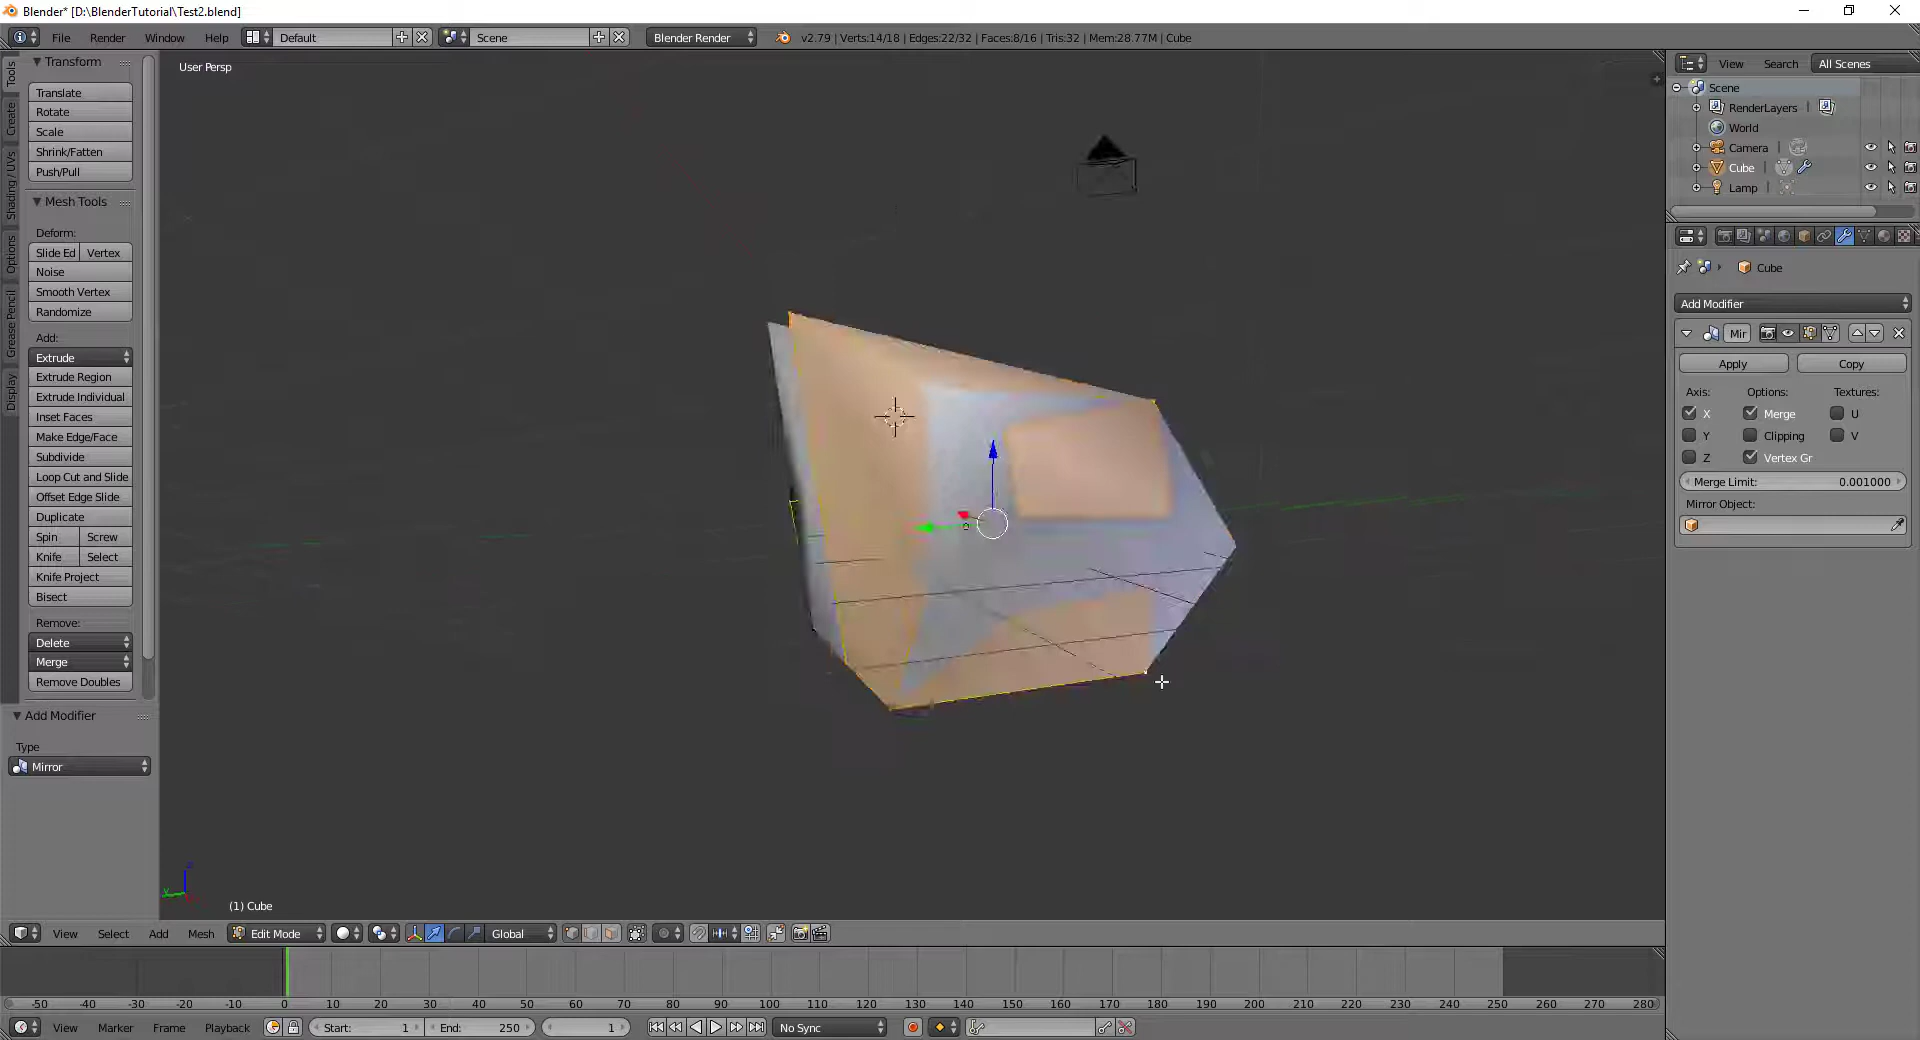 Blender* [D:\BlenderTutorial\Test2.blend]
File Render Window Help Default Scene Blender Render v2.79 | Verts:14/18 | Edges:22/32 | Faces:8/16 | Tris:32 | Mem:28.77M | Cube
Tools
Create
Shading / UVs
Options
Grease Pencil
Display
Transform
Translate
Rotate
Scale
Shrink/Fatten
Push/Pull
Mesh Tools
Deform:
Slide Ed Vertex
Noise
Smooth Vertex
Randomize
Add:
Extrude
Extrude Region
Extrude Individual
Inset Faces
Make Edge/Face
Subdivide
Loop Cut and Slide
Offset Edge Slide
Duplicate
Spin Screw
Knife Select
Knife Project
Bisect
Remove:
Delete
Merge
Remove Doubles
Add Modifier
Type
Mirror
User Persp
(1) Cube
View Search All Scenes
Scene
RenderLayers
World
Camera
Cube
Lamp
Cube
Add Modifier
Mir
Apply Copy
Axis: Options: Textures:
X Merge U
Y Clipping V
Z Vertex Gr
Merge Limit: 0.001000
Mirror Object:
View Select Add Mesh Edit Mode Global
-50 -40 -30 -20 -10 0 10 20 30 40 50 60 70 80 90 100 110 120 130 140 150 160 170 180 190 200 210 220 230 240 250 260 270 280
View Marker Frame Playback Start: 1 End: 250 1 No Sync